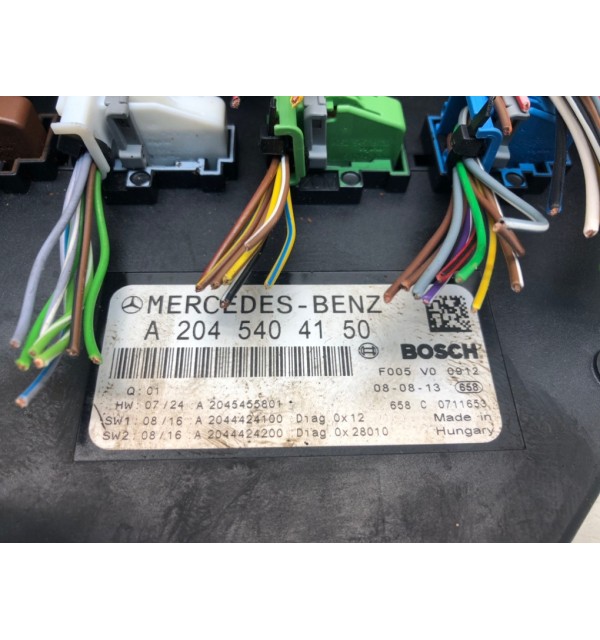 MERCEDES-BENZ
A 204 540 41 50
BOSCH
F005 V0 0912
Q: 01
08-08-13 658
HW: 07/24 A 2045455801
658 C 0711653
SW1: 08/16 A 2044424100 Diag 0x12
Made in
SW2: 08/16 A 2044424200 Diag 0x28010
Hungary